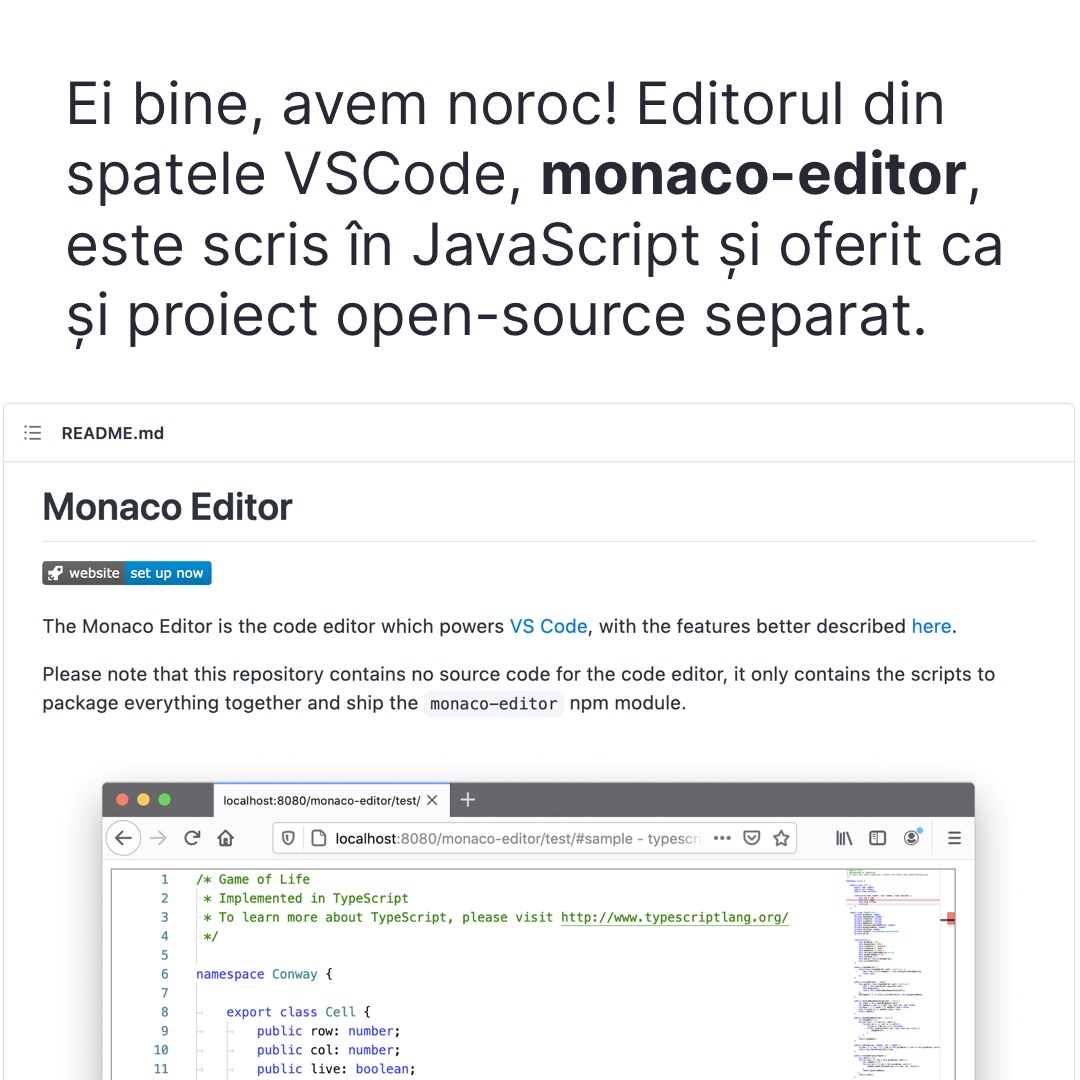 Ei bine, avem noroc! Editorul din
spatele VSCode, monaco-editor,
este scris în JavaScript și oferit ca
și proiect open-source separat.
README.md
Monaco Editor
website set up now
The Monaco Editor is the code editor which powers VS Code, with the features better described here.
Please note that this repository contains no source code for the code editor, it only contains the scripts to
package everything together and ship the monaco-editor npm module.
localhost:8080/monaco-editor/test/
localhost:8080/monaco-editor/test/#sample - typescri
1 /* Game of Life
2 * Implemented in TypeScript
3 * To learn more about TypeScript, please visit http://www.typescriptlang.org/
4 */
5
6 namespace Conway {
7
8 export class Cell {
9 public row: number;
10 public col: number;
11 public live: boolean;